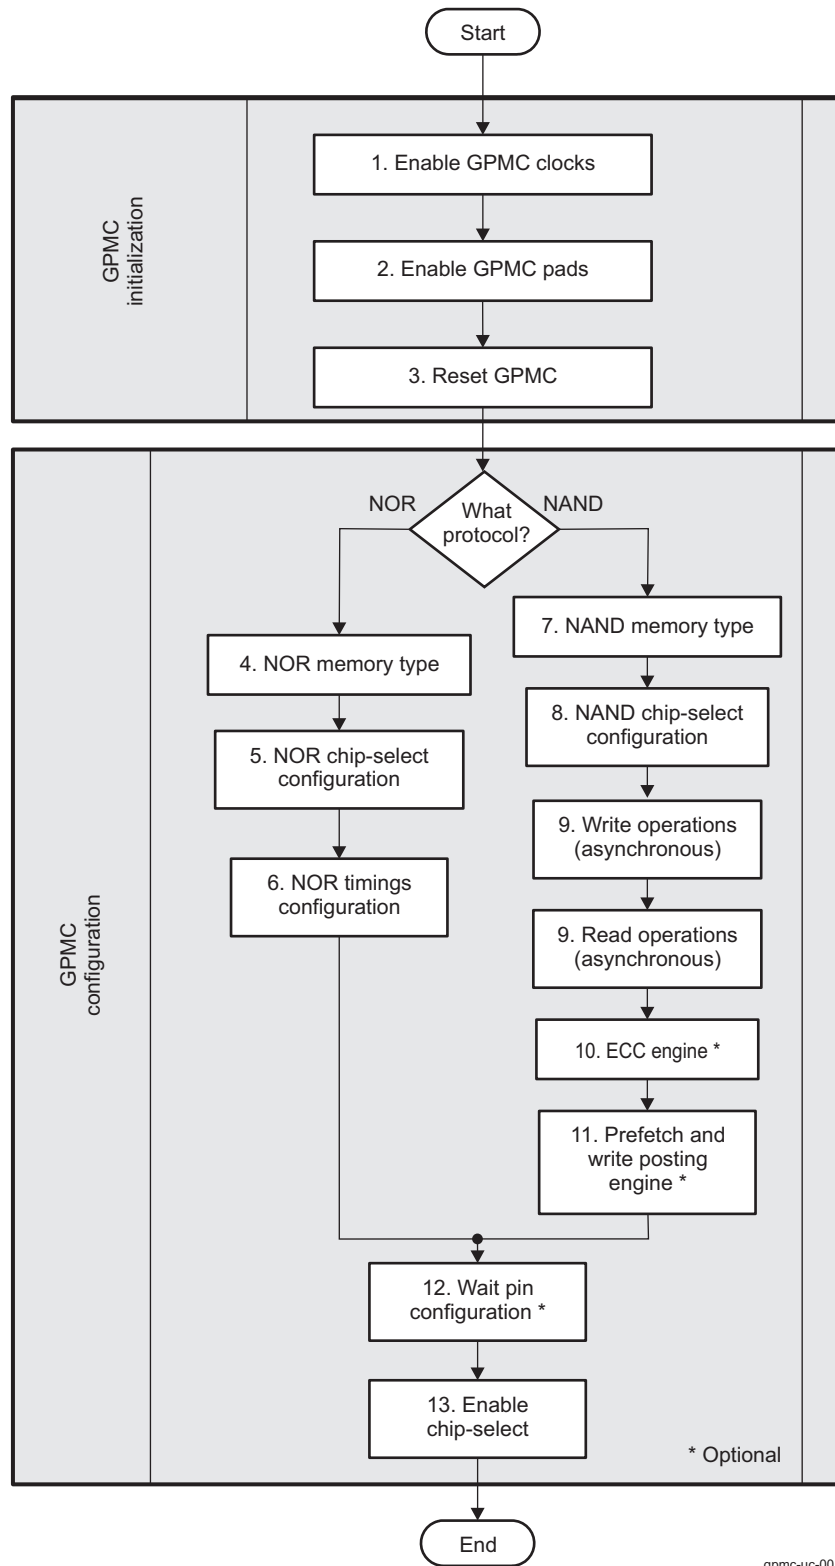 Start
GPMC
initialization
1. Enable GPMC clocks
2. Enable GPMC pads
3. Reset GPMC
GPMC
configuration
What
protocol?
NOR
NAND
4. NOR memory type
5. NOR chip-select
configuration
6. NOR timings
configuration
7. NAND memory type
8. NAND chip-select
configuration
9. Write operations
(asynchronous)
9. Read operations
(asynchronous)
10. ECC engine *
11. Prefetch and
write posting
engine *
12. Wait pin
configuration *
13. Enable
chip-select
* Optional
End